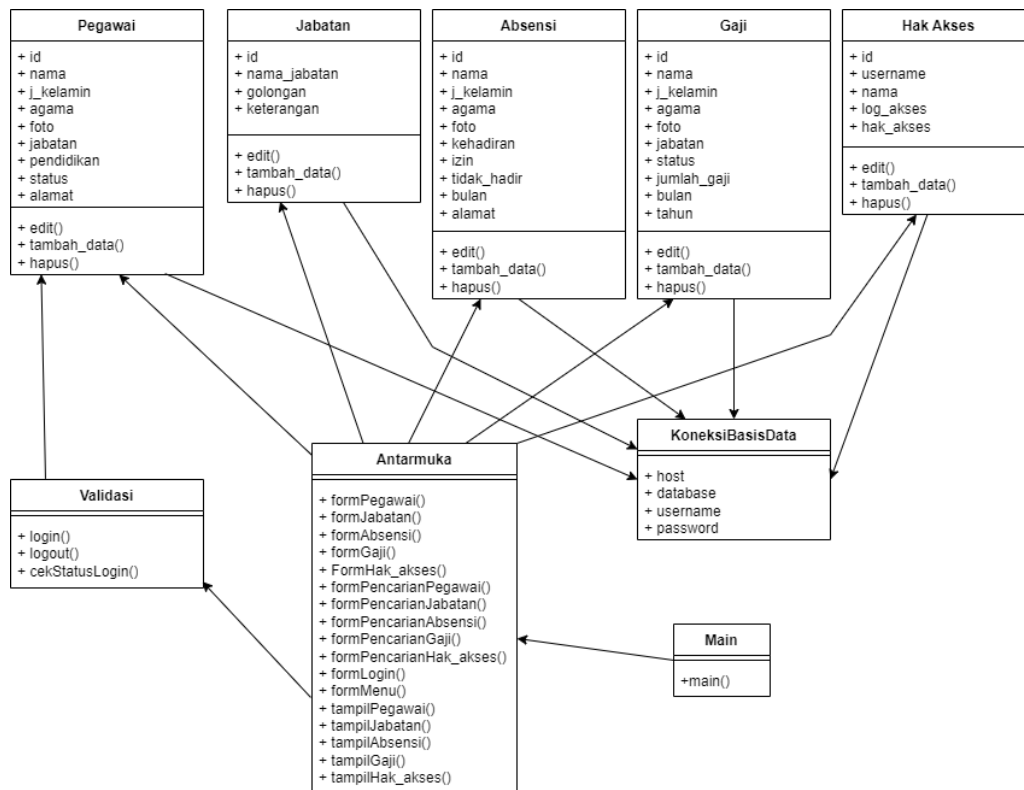 Pegawai
+ id
+ nama
+ j_kelamin
+ agama
+ foto
+ jabatan
+ pendidikan
+ status
+ alamat
+ edit()
+ tambah_data()
+ hapus()
Jabatan
+ id
+ nama_jabatan
+ golongan
+ keterangan
+ edit()
+ tambah_data()
+ hapus()
Absensi
+ id
+ nama
+ j_kelamin
+ agama
+ foto
+ kehadiran
+ izin
+ tidak_hadir
+ bulan
+ alamat
+ edit()
+ tambah_data()
+ hapus()
Gaji
+ id
+ nama
+ j_kelamin
+ agama
+ foto
+ jabatan
+ status
+ jumlah_gaji
+ bulan
+ tahun
+ edit()
+ tambah_data()
+ hapus()
Hak Akses
+ id
+ username
+ nama
+ log_akses
+ hak_akses
+ edit()
+ tambah_data()
+ hapus()
Validasi
+ login()
+ logout()
+ cekStatusLogin()
Antarmuka
+ formPegawai()
+ formJabatan()
+ formAbsensi()
+ formGaji()
+ FormHak_akses()
+ formPencarianPegawai()
+ formPencarianJabatan()
+ formPencarianAbsensi()
+ formPencarianGaji()
+ formPencarianHak_akses()
+ formLogin()
+ formMenu()
+ tampilPegawai()
+ tampilJabatan()
+ tampilAbsensi()
+ tampilGaji()
+ tampilHak_akses()
KoneksiBasisData
+ host
+ database
+ username
+ password
Main
+main()